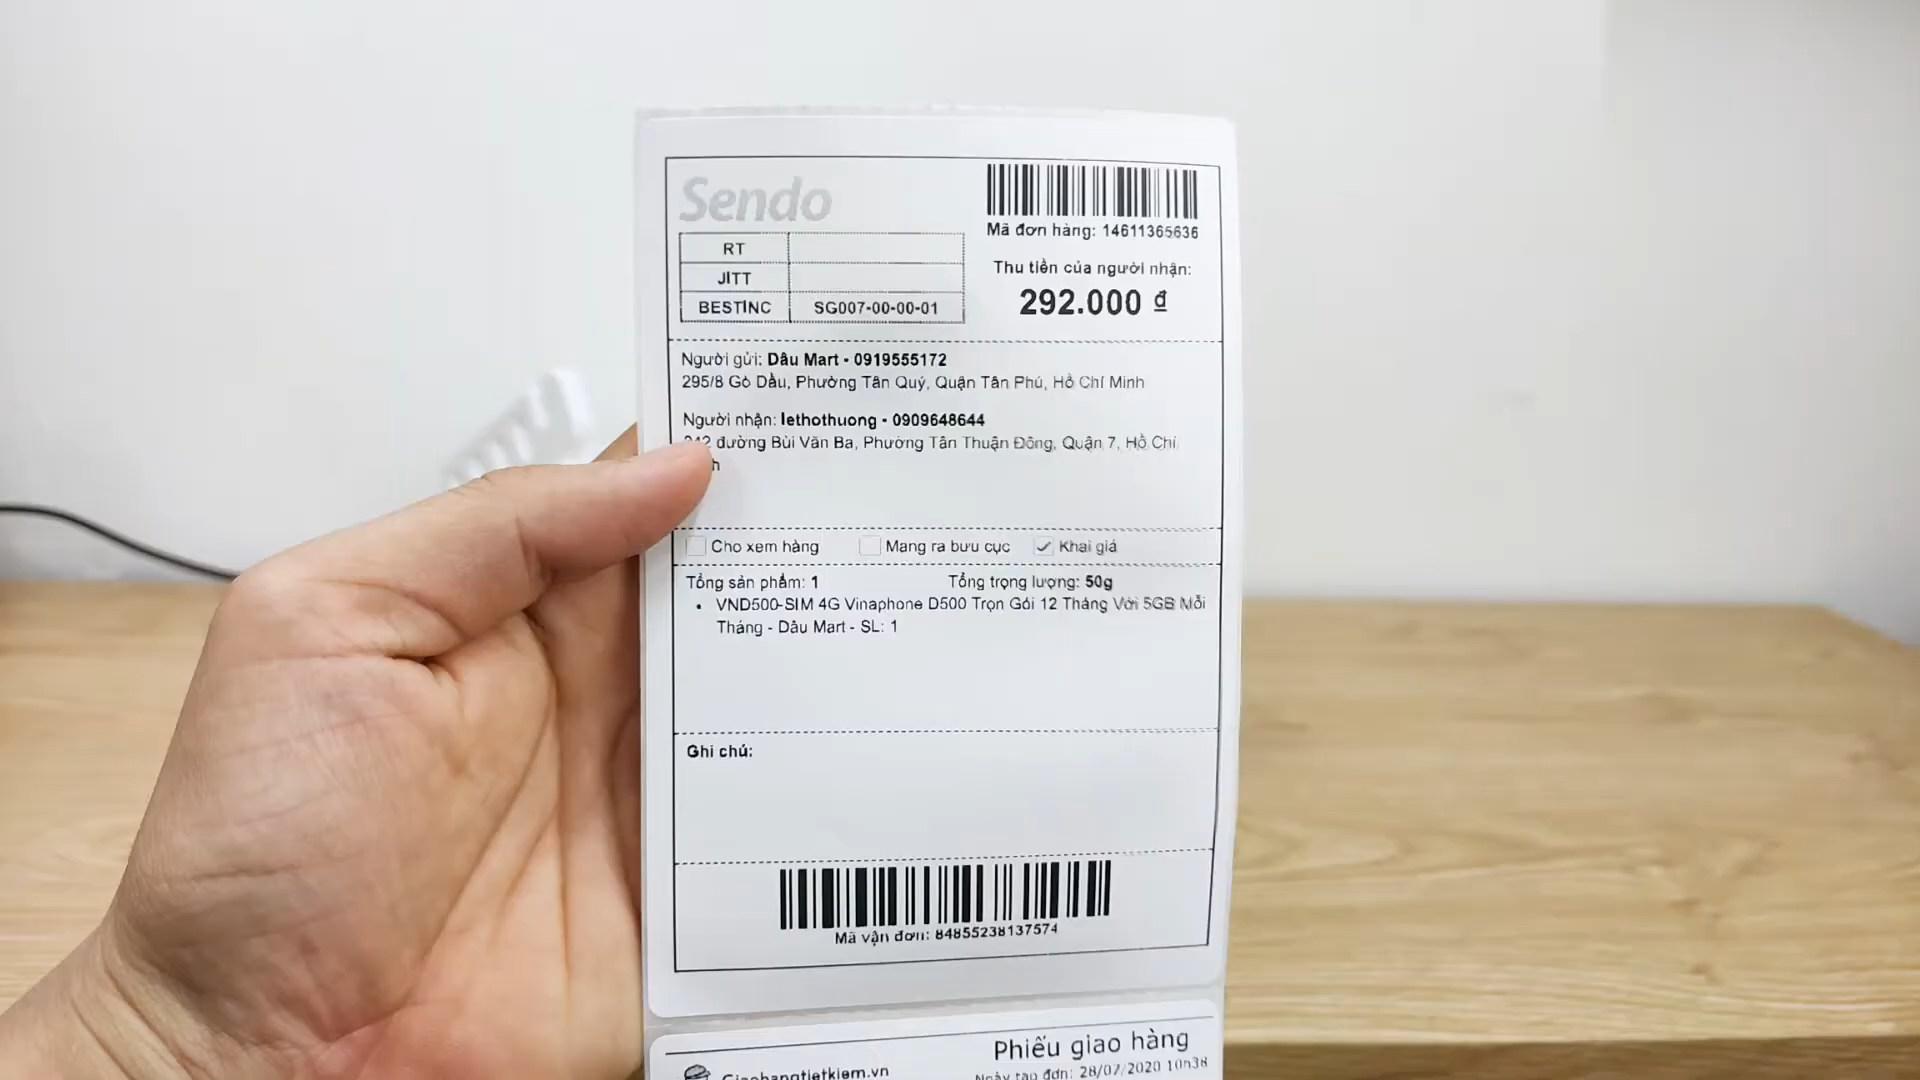 Sendo
Mã đơn hàng: 14611365636
RT
JITT
BESTINC SG007-00-00-01
Thu tiền của người nhận:
292.000 đ
Người gửi: Dâu Mart - 0919555172
295/8 Gò Dầu, Phường Tân Quý, Quận Tân Phú, Hồ Chí Minh
Người nhận: lethothuong - 0909648644
đường Bùi Văn Ba, Phường Tân Thuận Đông, Quận 7, Hồ Chí
Cho xem hàng Mang ra bưu cục Khai giá
Tổng sản phẩm: 1 Tổng trọng lượng: 50g
VND500-SIM 4G Vinaphone D500 Trọn Gói 12 Tháng Với 5GB Mỗi
Tháng - Dâu Mart - SL: 1
Ghi chú:
Mã vận đơn: 84855238137574
Phiếu giao hàng
Giaohangtietkiem.vn
Ngày tạo đơn: 28/07/2020 10h38